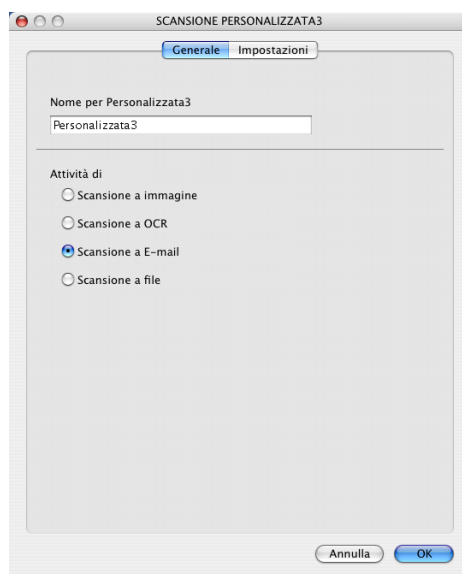 SCANSIONE PERSONALIZZATA3
Generale Impostazioni
Nome per Personalizzata3
Personalizzata3
Attività di
Scansione a immagine
Scansione a OCR
Scansione a E-mail
Scansione a file
Annulla OK